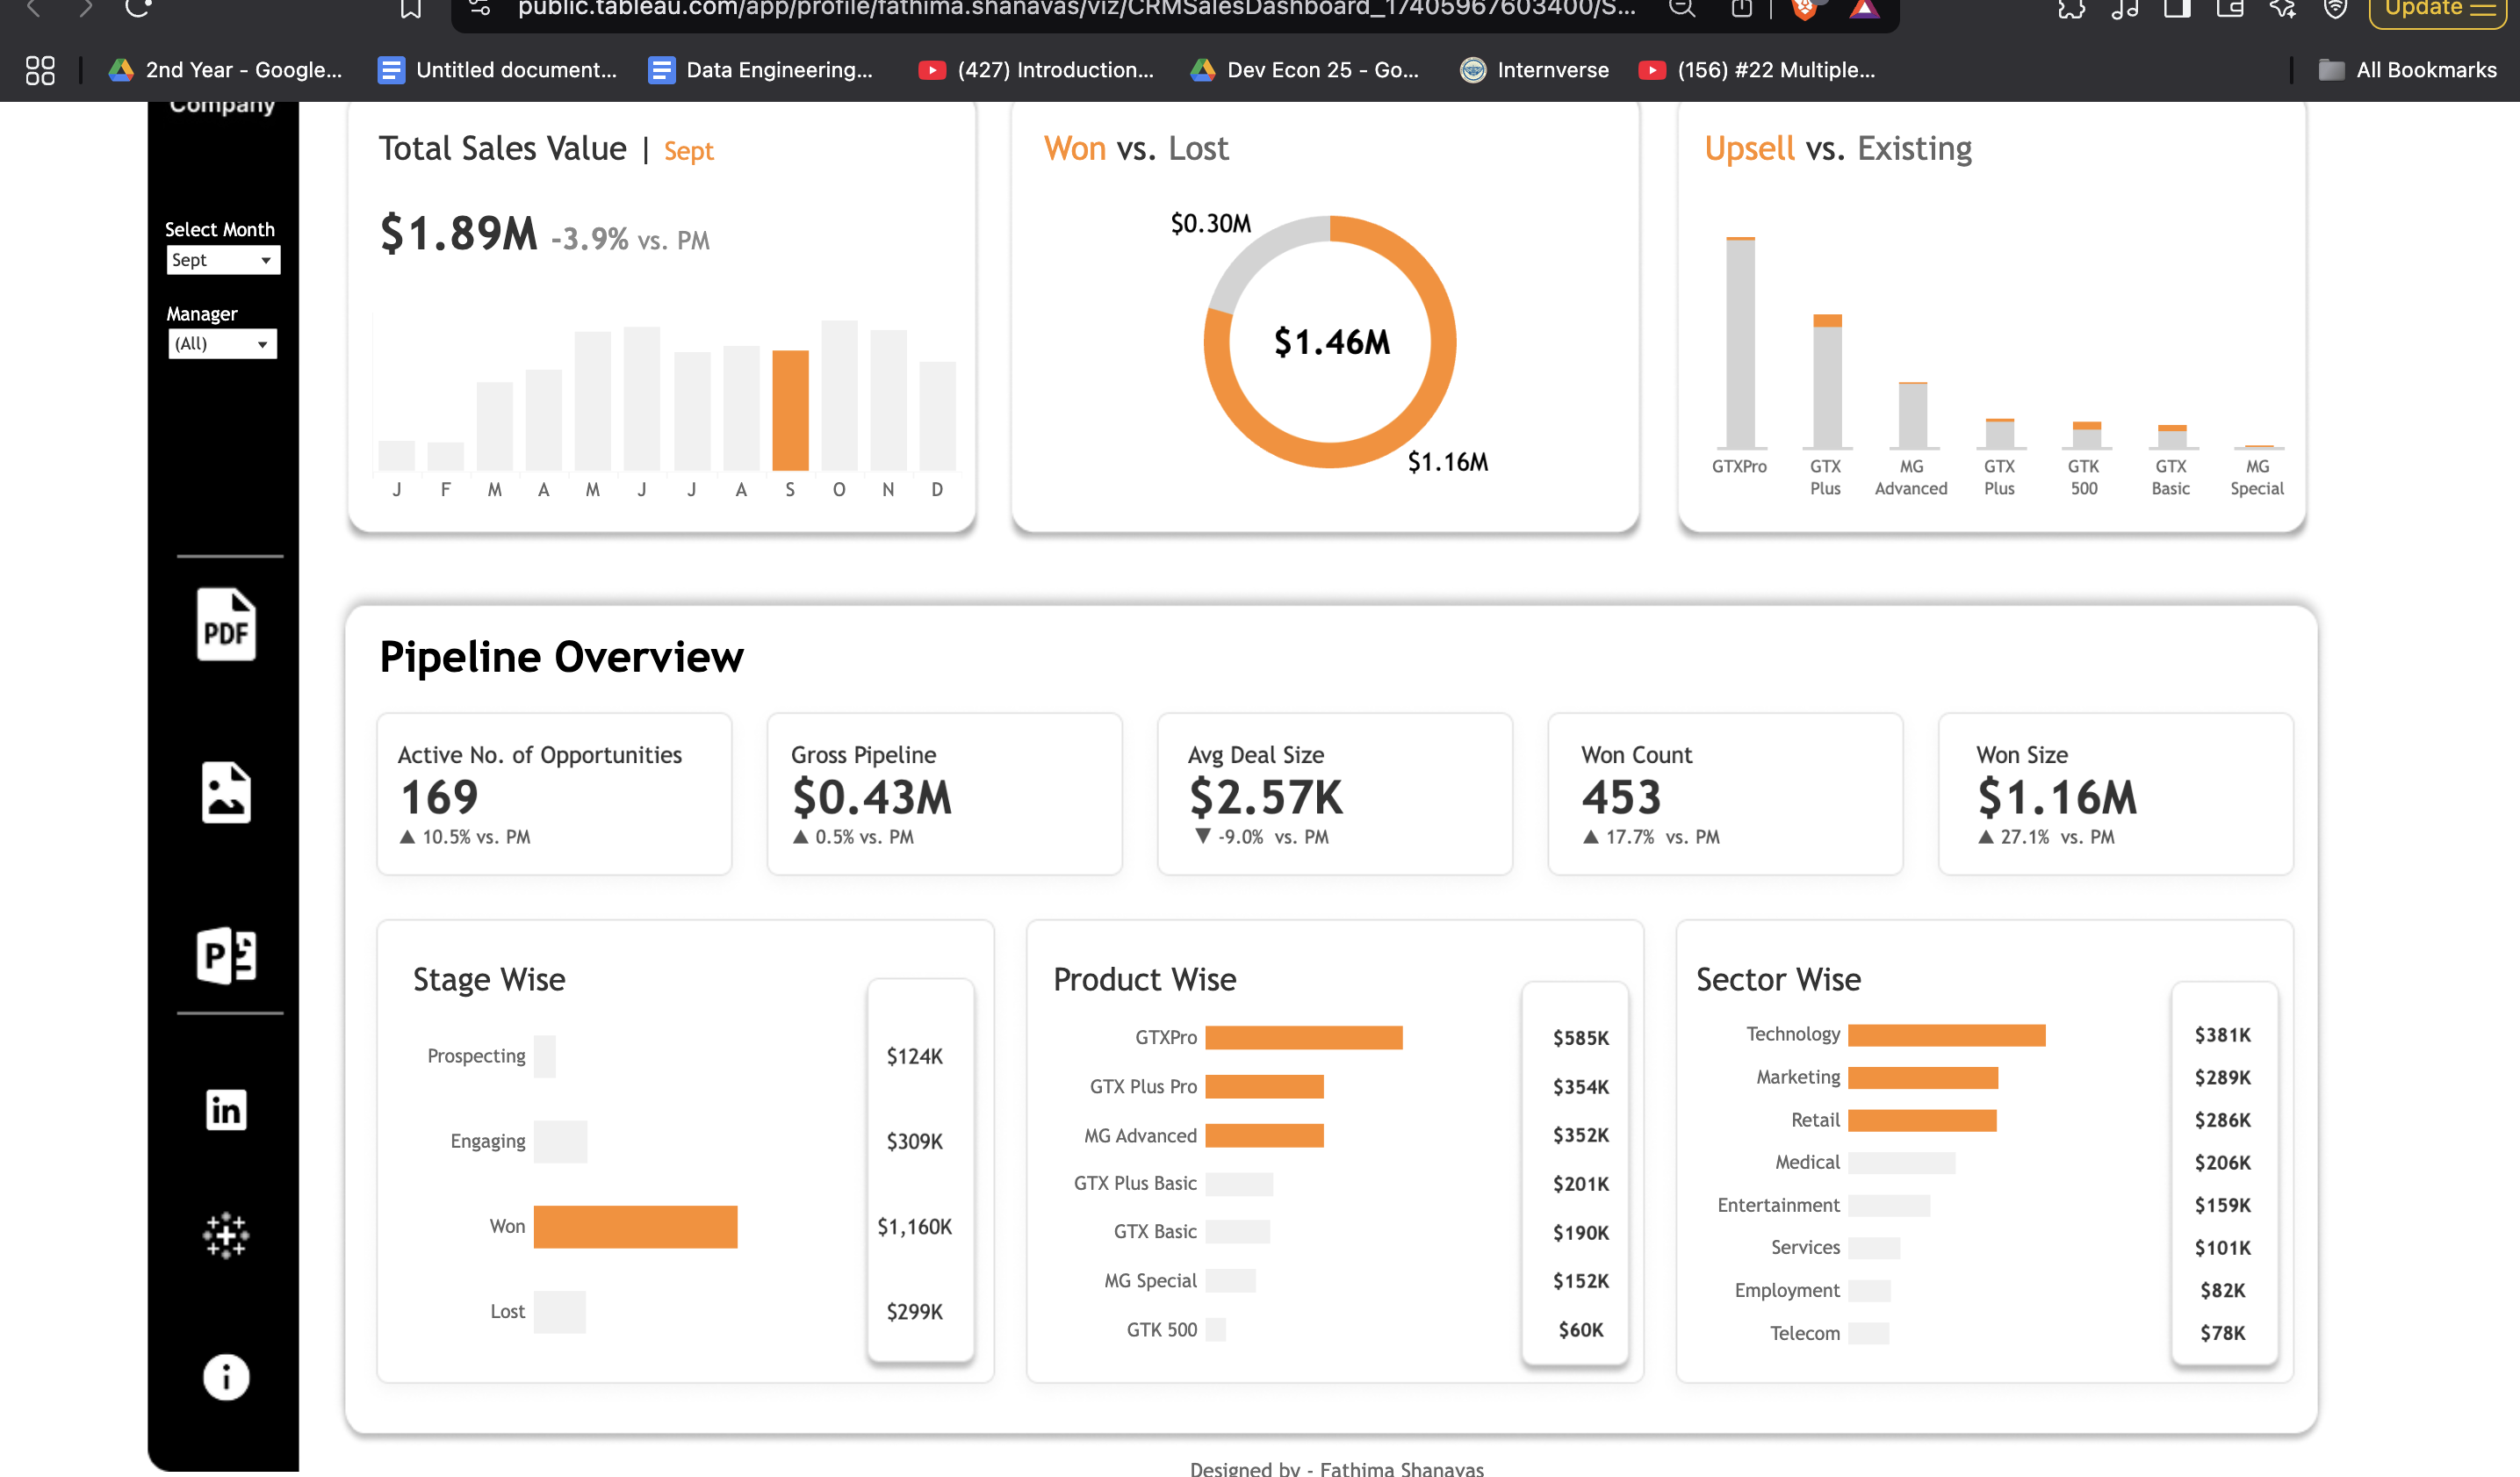 public.tableau.com/app/profile/fathima.shanavas/viz/CRMSalesDashboard_17405967603400/S...
Update
2nd Year - Google...
Untitled document...
Data Engineering...
(427) Introduction...
Dev Econ 25 - Go...
Internverse
(156) #22 Multiple...
All Bookmarks
Company
Select Month
Sept
Manager
(All)
PDF
P
in
i
Total Sales Value | Sept
$1.89M -3.9% vs. PM
J F M A M J J A S O N D
Won vs. Lost
$0.30M
$1.46M
$1.16M
Upsell vs. Existing
GTXPro
GTX Plus
MG Advanced
GTX Plus
GTK 500
GTX Basic
MG Special
Pipeline Overview
Active No. of Opportunities
169
▲ 10.5% vs. PM
Gross Pipeline
$0.43M
▲ 0.5% vs. PM
Avg Deal Size
$2.57K
▼ -9.0% vs. PM
Won Count
453
▲ 17.7% vs. PM
Won Size
$1.16M
▲ 27.1% vs. PM
Stage Wise
Prospecting $124K
Engaging $309K
Won $1,160K
Lost $299K
Product Wise
GTXPro $585K
GTX Plus Pro $354K
MG Advanced $352K
GTX Plus Basic $201K
GTX Basic $190K
MG Special $152K
GTK 500 $60K
Sector Wise
Technology $381K
Marketing $289K
Retail $286K
Medical $206K
Entertainment $159K
Services $101K
Employment $82K
Telecom $78K
Designed by - Fathima Shanavas